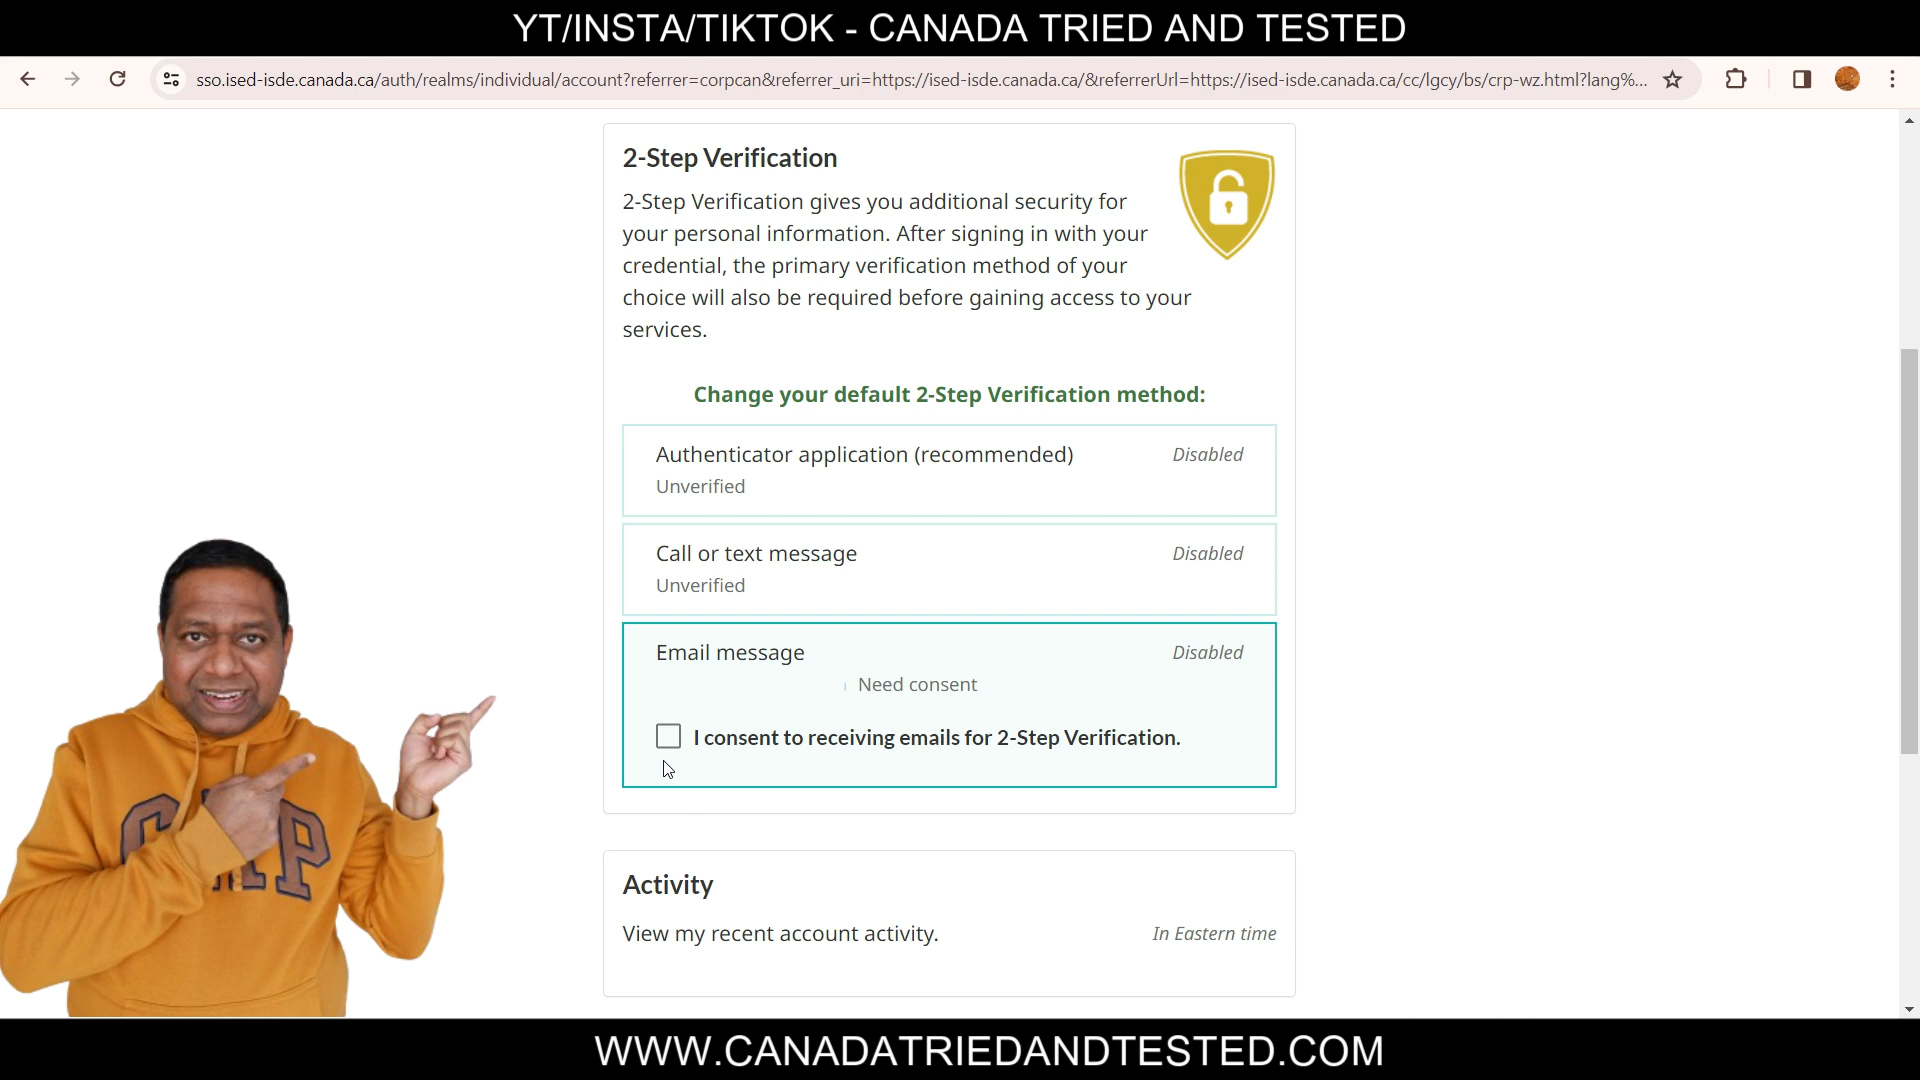 YT/INSTA/TIKTOK - CANADA TRIED AND TESTED
sso.ised-isde.canada.ca/auth/realms/individual/account?referrer=corpcan&referrer_uri=https://ised-isde.canada.ca/&referrerUrl=https://ised-isde.canada.ca/cc/lgcy/bs/crp-wz.html?lang%...
2-Step Verification
2-Step Verification gives you additional security for
your personal information. After signing in with your
credential, the primary verification method of your
choice will also be required before gaining access to your
services.
Change your default 2-Step Verification method:
Authenticator application (recommended) Disabled
Unverified
Call or text message Disabled
Unverified
Email message Disabled
Need consent
I consent to receiving emails for 2-Step Verification.
Activity
View my recent account activity. In Eastern time
WWW.CANADATRIEDANDTESTED.COM